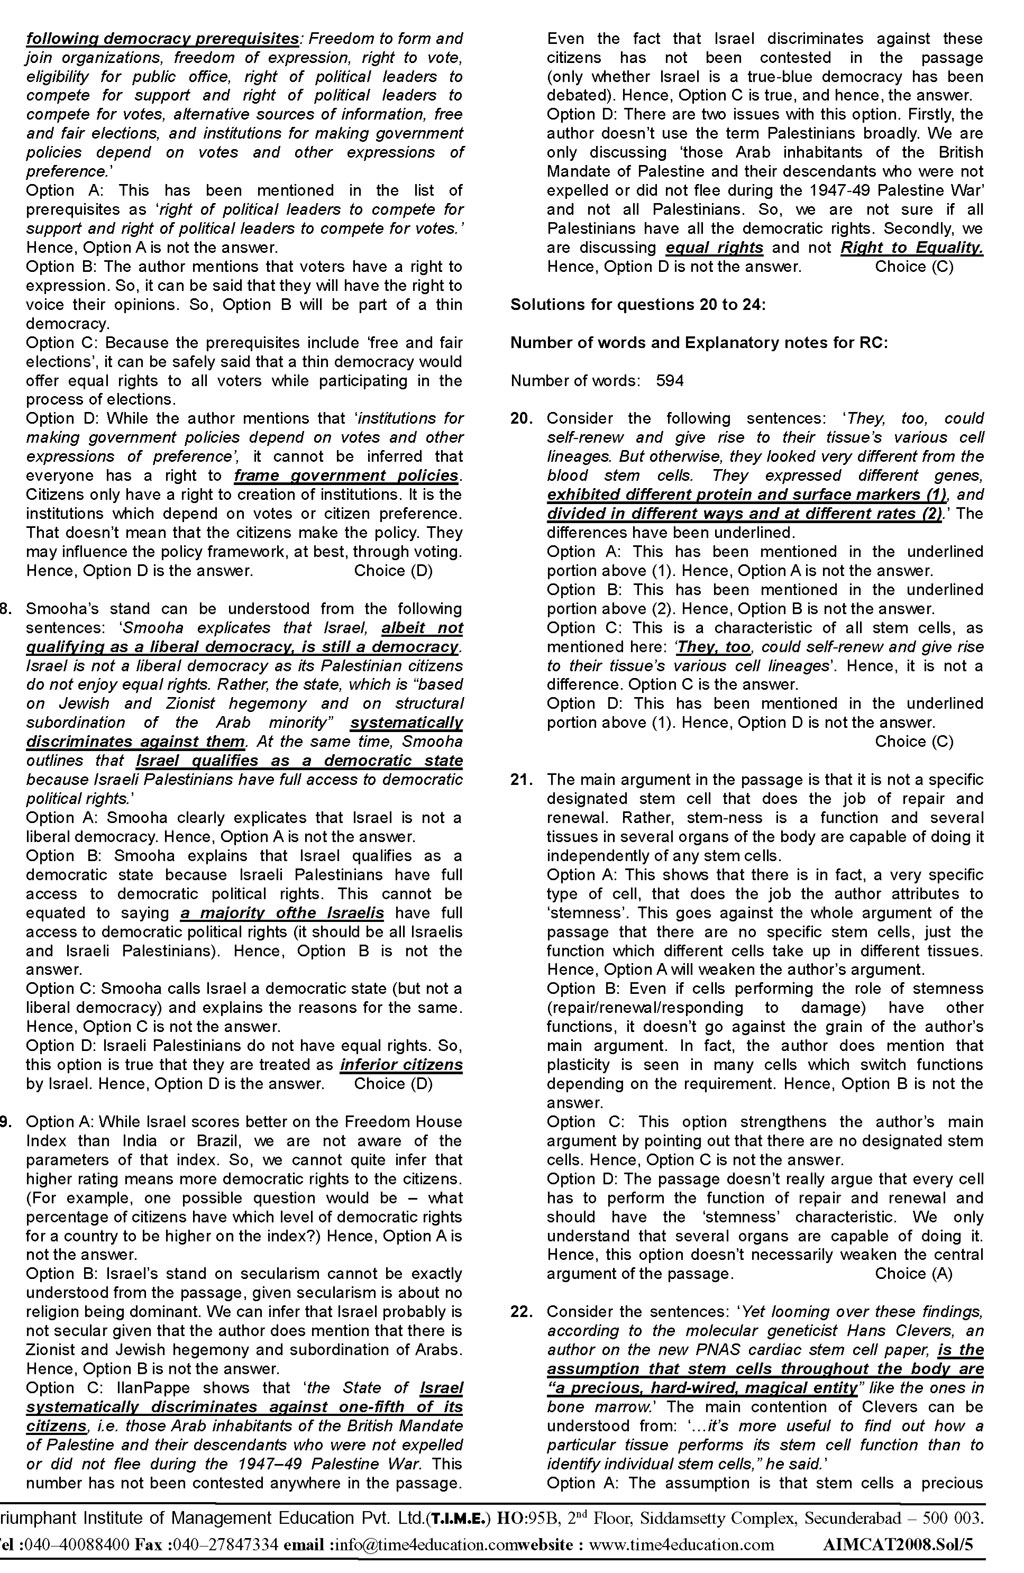 following democracy prerequisites: Freedom to form and
join organizations, freedom of expression, right to vote,
eligibility for public office, right of political leaders to
compete for support and right of political leaders to
compete for votes, alternative sources of information, free
and fair elections, and institutions for making government
policies depend on votes and other expressions of
preference.'
Option A: This has been mentioned in the list of
prerequisites as 'right of political leaders to compete for
support and right of political leaders to compete for votes.'
Hence, Option A is not the answer.
Option B: The author mentions that voters have a right to
expression. So, it can be said that they will have the right to
voice their opinions. So, Option B will be part of a thin
democracy.
Option C: Because the prerequisites include 'free and fair
elections', it can be safely said that a thin democracy would
offer equal rights to all voters while participating in the
process of elections.
Option D: While the author mentions that 'institutions for
making government policies depend on votes and other
expressions of preference', it cannot be inferred that
everyone has a right to frame government policies.
Citizens only have a right to creation of institutions. It is the
institutions which depend on votes or citizen preference.
That doesn't mean that the citizens make the policy. They
may influence the policy framework, at best, through voting.
Hence, Option D is the answer. Choice (D)
8. Smooha's stand can be understood from the following
sentences: 'Smooha explicates that Israel, albeit not
qualifying as a liberal democracy, is still a democracy.
Israel is not a liberal democracy as its Palestinian citizens
do not enjoy equal rights. Rather, the state, which is "based
on Jewish and Zionist hegemony and on structural
subordination of the Arab minority" systematically
discriminates against them. At the same time, Smooha
outlines that Israel qualifies as a democratic state
because Israeli Palestinians have full access to democratic
political rights.'
Option A: Smooha clearly explicates that Israel is not a
liberal democracy. Hence, Option A is not the answer.
Option B: Smooha explains that Israel qualifies as a
democratic state because Israeli Palestinians have full
access to democratic political rights. This cannot be
equated to saying a majority ofthe Israelis have full
access to democratic political rights (it should be all Israelis
and Israeli Palestinians). Hence, Option B is not the
answer.
Option C: Smooha calls Israel a democratic state (but not a
liberal democracy) and explains the reasons for the same.
Hence, Option C is not the answer.
Option D: Israeli Palestinians do not have equal rights. So,
this option is true that they are treated as inferior citizens
by Israel. Hence, Option D is the answer. Choice (D)
9. Option A: While Israel scores better on the Freedom House
Index than India or Brazil, we are not aware of the
parameters of that index. So, we cannot quite infer that
higher rating means more democratic rights to the citizens.
(For example, one possible question would be – what
percentage of citizens have which level of democratic rights
for a country to be higher on the index?) Hence, Option A is
not the answer.
Option B: Israel's stand on secularism cannot be exactly
understood from the passage, given secularism is about no
religion being dominant. We can infer that Israel probably is
not secular given that the author does mention that there is
Zionist and Jewish hegemony and subordination of Arabs.
Hence, Option B is not the answer.
Option C: IlanPappe shows that 'the State of Israel
systematically discriminates against one-fifth of its
citizens, i.e. those Arab inhabitants of the British Mandate
of Palestine and their descendants who were not expelled
or did not flee during the 1947–49 Palestine War. This
number has not been contested anywhere in the passage.
Even the fact that Israel discriminates against these
citizens has not been contested in the passage
(only whether Israel is a true-blue democracy has been
debated). Hence, Option C is true, and hence, the answer.
Option D: There are two issues with this option. Firstly, the
author doesn't use the term Palestinians broadly. We are
only discussing 'those Arab inhabitants of the British
Mandate of Palestine and their descendants who were not
expelled or did not flee during the 1947-49 Palestine War'
and not all Palestinians. So, we are not sure if all
Palestinians have all the democratic rights. Secondly, we
are discussing equal rights and not Right to Equality.
Hence, Option D is not the answer. Choice (C)
Solutions for questions 20 to 24:
Number of words and Explanatory notes for RC:
Number of words: 594
20. Consider the following sentences: 'They, too, could
self-renew and give rise to their tissue's various cell
lineages. But otherwise, they looked very different from the
blood stem cells. They expressed different genes,
exhibited different protein and surface markers (1), and
divided in different ways and at different rates (2).' The
differences have been underlined.
Option A: This has been mentioned in the underlined
portion above (1). Hence, Option A is not the answer.
Option B: This has been mentioned in the underlined
portion above (2). Hence, Option B is not the answer.
Option C: This is a characteristic of all stem cells, as
mentioned here: 'They, too, could self-renew and give rise
to their tissue's various cell lineages'. Hence, it is not a
difference. Option C is the answer.
Option D: This has been mentioned in the underlined
portion above (1). Hence, Option D is not the answer.
Choice (C)
21. The main argument in the passage is that it is not a specific
designated stem cell that does the job of repair and
renewal. Rather, stem-ness is a function and several
tissues in several organs of the body are capable of doing it
independently of any stem cells.
Option A: This shows that there is in fact, a very specific
type of cell, that does the job the author attributes to
'stemness'. This goes against the whole argument of the
passage that there are no specific stem cells, just the
function which different cells take up in different tissues.
Hence, Option A will weaken the author's argument.
Option B: Even if cells performing the role of stemness
(repair/renewal/responding to damage) have other
functions, it doesn't go against the grain of the author's
main argument. In fact, the author does mention that
plasticity is seen in many cells which switch functions
depending on the requirement. Hence, Option B is not the
answer.
Option C: This option strengthens the author's main
argument by pointing out that there are no designated stem
cells. Hence, Option C is not the answer.
Option D: The passage doesn't really argue that every cell
has to perform the function of repair and renewal and
should have the 'stemness' characteristic. We only
understand that several organs are capable of doing it.
Hence, this option doesn't necessarily weaken the central
argument of the passage. Choice (A)
22. Consider the sentences: 'Yet looming over these findings,
according to the molecular geneticist Hans Clevers, an
author on the new PNAS cardiac stem cell paper, is the
assumption that stem cells throughout the body are
"a precious, hard-wired, magical entity" like the ones in
bone marrow.' The main contention of Clevers can be
understood from: '…it's more useful to find out how a
particular tissue performs its stem cell function than to
identify individual stem cells," he said.'
Option A: The assumption is that stem cells a precious
riumphant Institute of Management Education Pvt. Ltd.(T.I.M.E.) HO:95B, 2nd Floor, Siddamsetty Complex, Secunderabad – 500 003.
el :040–40088400 Fax :040–27847334 email :info@time4education.comwebsite : www.time4education.com AIMCAT2008.Sol/5